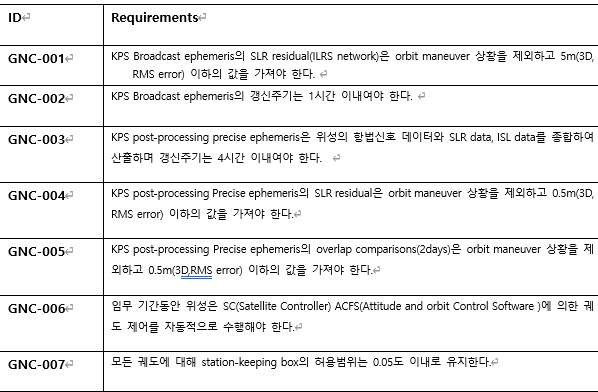 ID Requirements
GNC-001 KPS Broadcast ephemeris의 SLR residual(ILRS network)은 orbit maneuver 상황을 제외하고 5m(3D,
RMS error) 이하의 값을 가져야 한다.
GNC-002 KPS Broadcast ephemeris의 갱신주기는 1시간 이내여야 한다.
GNC-003 KPS post-processing precise ephemeris은 위성의 항법신호 데이터와 SLR data, ISL data를 종합하여
산출하며 갱신주기는 4시간 이내여야 한다.
GNC-004 KPS post-processing Precise ephemeris의 SLR residual은 orbit maneuver 상황을 제외하고 0.5m(3D,
RMS error) 이하의 값을 가져야 한다.
GNC-005 KPS post-processing Precise ephemeris의 overlap comparisons(2days)은 orbit maneuver 상황을 제
외하고 0.5m(3D,RMS error) 이하의 값을 가져야 한다.
GNC-006 임무 기간동안 위성은 SC(Satellite Controller) ACFS(Attitude and orbit Control Software )에 의한 궤
도 제어를 자동적으로 수행해야 한다.
GNC-007 모든 궤도에 대해 station-keeping box의 허용범위는 0.05도 이내로 유지한다.